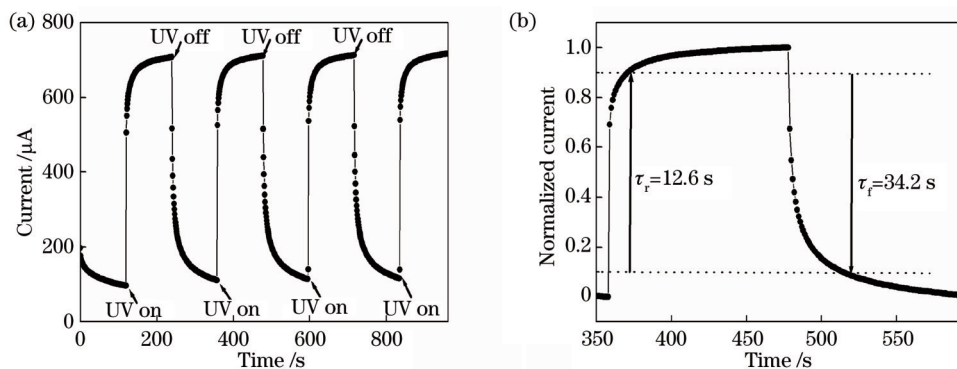 (a)
800
600
400
200
0
Current /μA
UV off
UV off
UV off
UV on
UV on
UV on
UV on
0
200
400
600
800
Time /s
(b)
1.0
0.8
0.6
0.4
0.2
0
Normalized current
τr=12.6 s
τf=34.2 s
350
400
450
500
550
Time /s